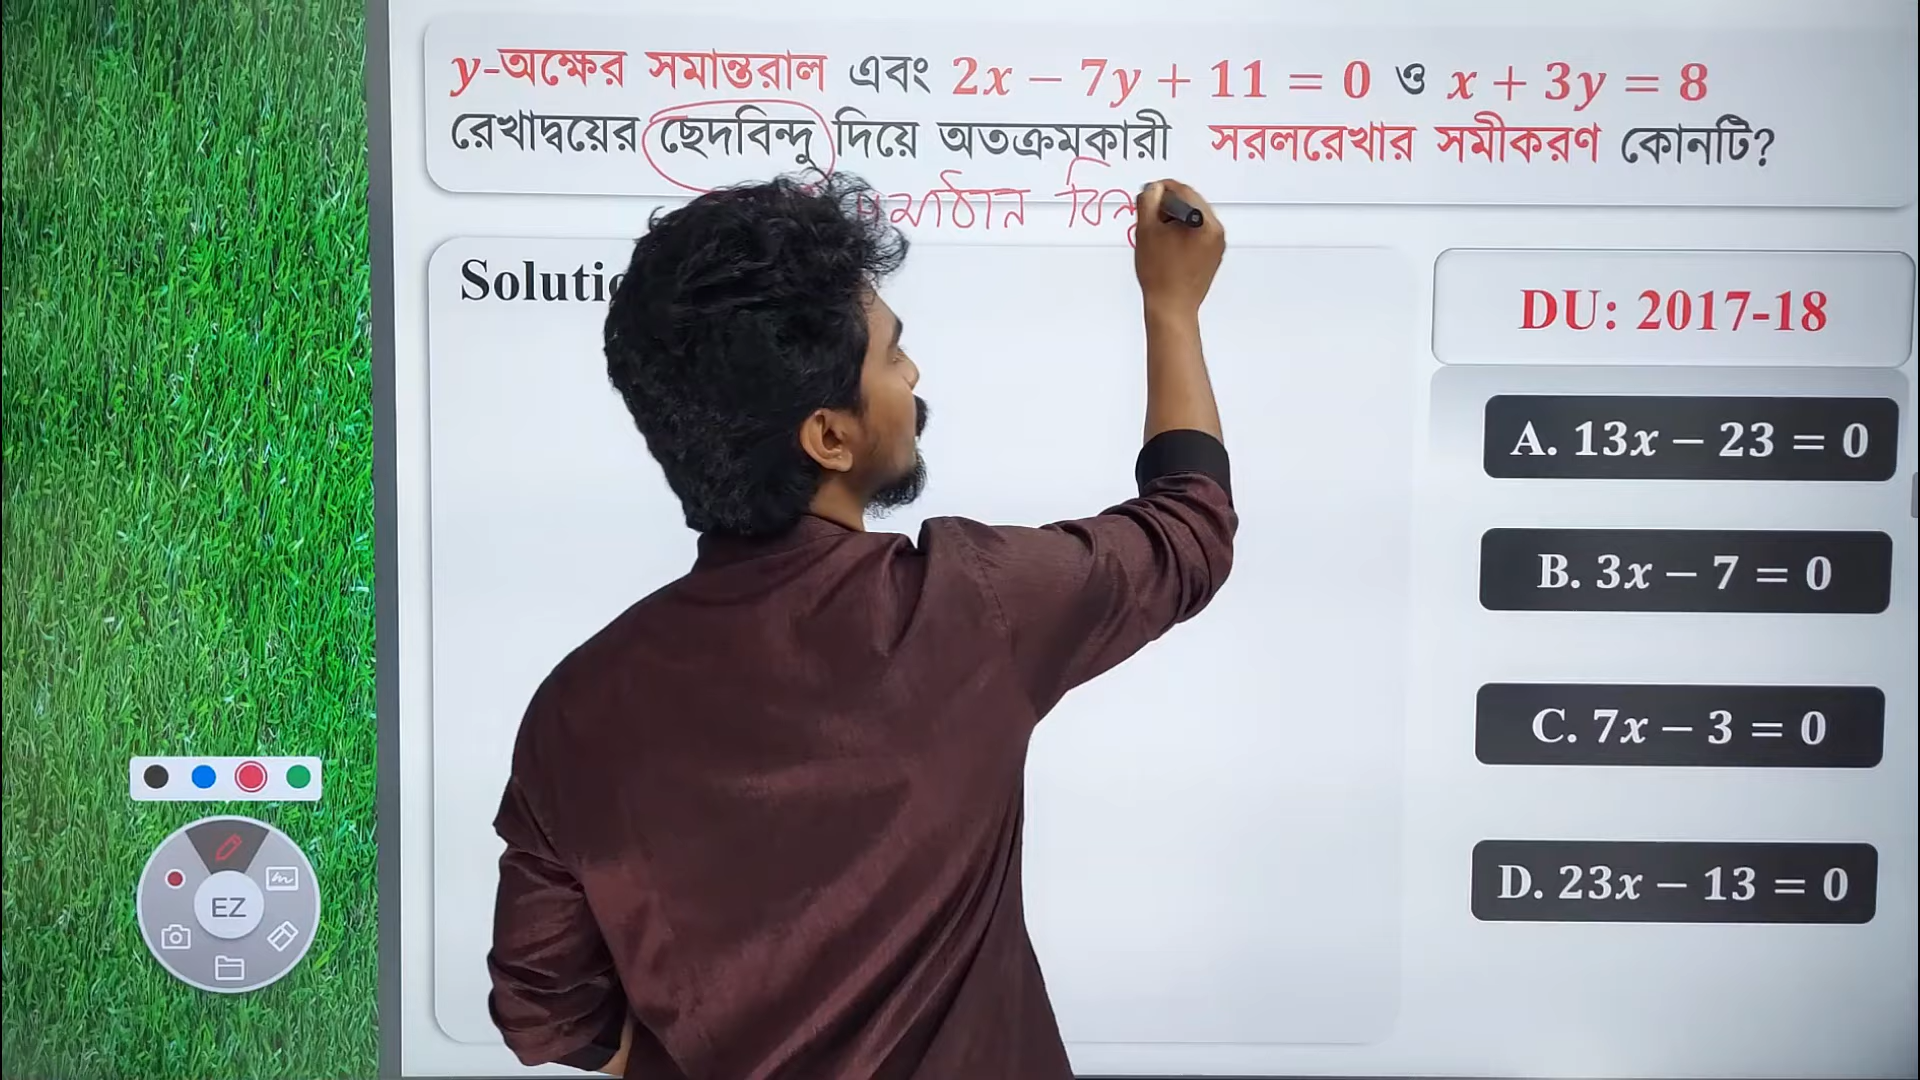 y-অক্ষের সমান্তরাল এবং 2x − 7y + 11 = 0 ও x + 3y = 8
রেখাদ্বয়ের ছেদবিন্দু দিয়ে অতক্রমকারী সরলরেখার সমীকরণ কোনটি?
DU: 2017-18
A. 13x − 23 = 0
B. 3x − 7 = 0
C. 7x − 3 = 0
D. 23x − 13 = 0
EZ